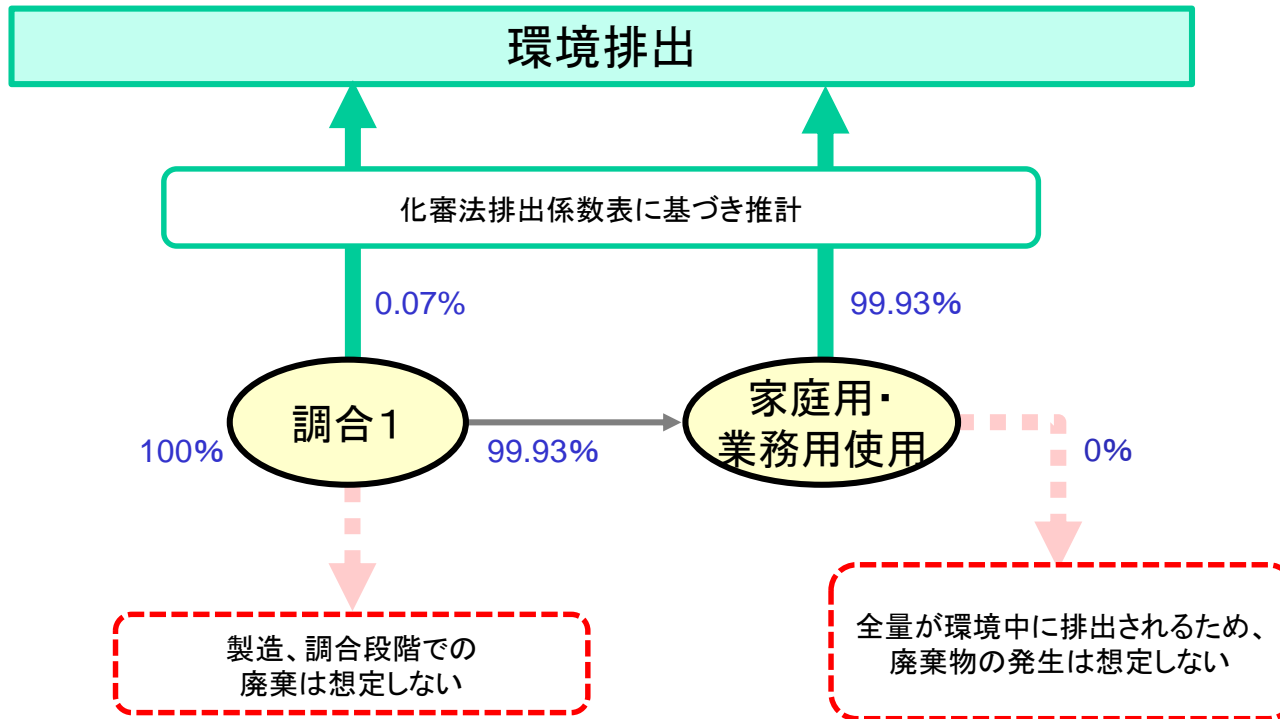 環境排出
化審法排出係数表に基づき推計
0.07%
99.93%
調合1
家庭用・
業務用使用
100%
99.93%
0%
製造、調合段階での
廃棄は想定しない
全量が環境中に排出されるため、
廃棄物の発生は想定しない